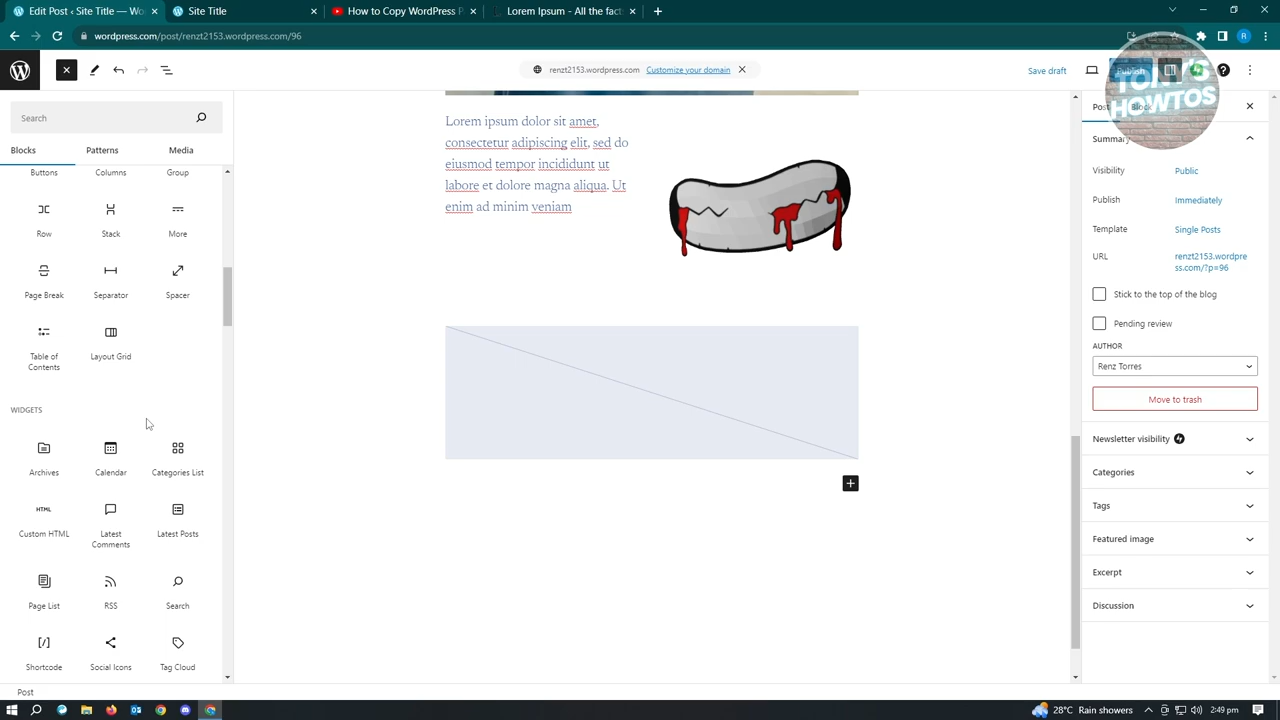 Edit Post ‹ Site Title — Wo
Site Title
How to Copy WordPress P
Lorem Ipsum - All the fact
wordpress.com/post/renzt2153.wordpress.com/96
renzt2153.wordpress.com Customize your domain
Save draft
Publish
TONY'S
HOWTOS
Search
Blocks
Patterns
Media
Buttons
Columns
Group
Row
Stack
More
Page Break
Separator
Spacer
Table of
Contents
Layout Grid
WIDGETS
Archives
Calendar
Categories List
HTML
Custom HTML
Latest
Comments
Latest Posts
Page List
RSS
Search
[/]
Shortcode
Social Icons
Tag Cloud
Lorem ipsum dolor sit amet,
consectetur adipiscing elit, sed do
eiusmod tempor incididunt ut
labore et dolore magna aliqua. Ut
enim ad minim veniam
Post
Block
Summary
Visibility
Public
Publish
Immediately
Template
Single Posts
URL
renzt2153.wordpre
ss.com/?p=96
Stick to the top of the blog
Pending review
AUTHOR
Renz Torres
Move to trash
Newsletter visibility
Categories
Tags
Featured image
Excerpt
Discussion
Post
28°C Rain showers
2:49 pm